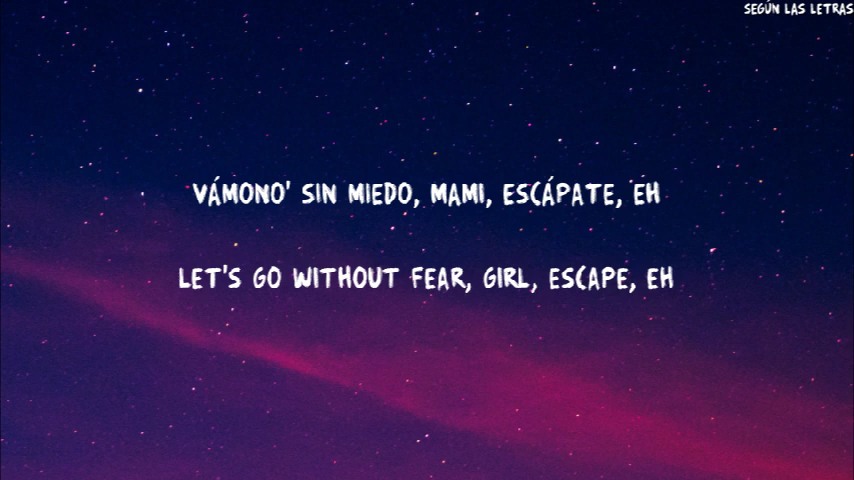 SEGÚN LAS LETRAS
VÁMONO' SIN MIEDO, MAMI, ESCÁPATE, EH
LET'S GO WITHOUT FEAR, GIRL, ESCAPE, EH